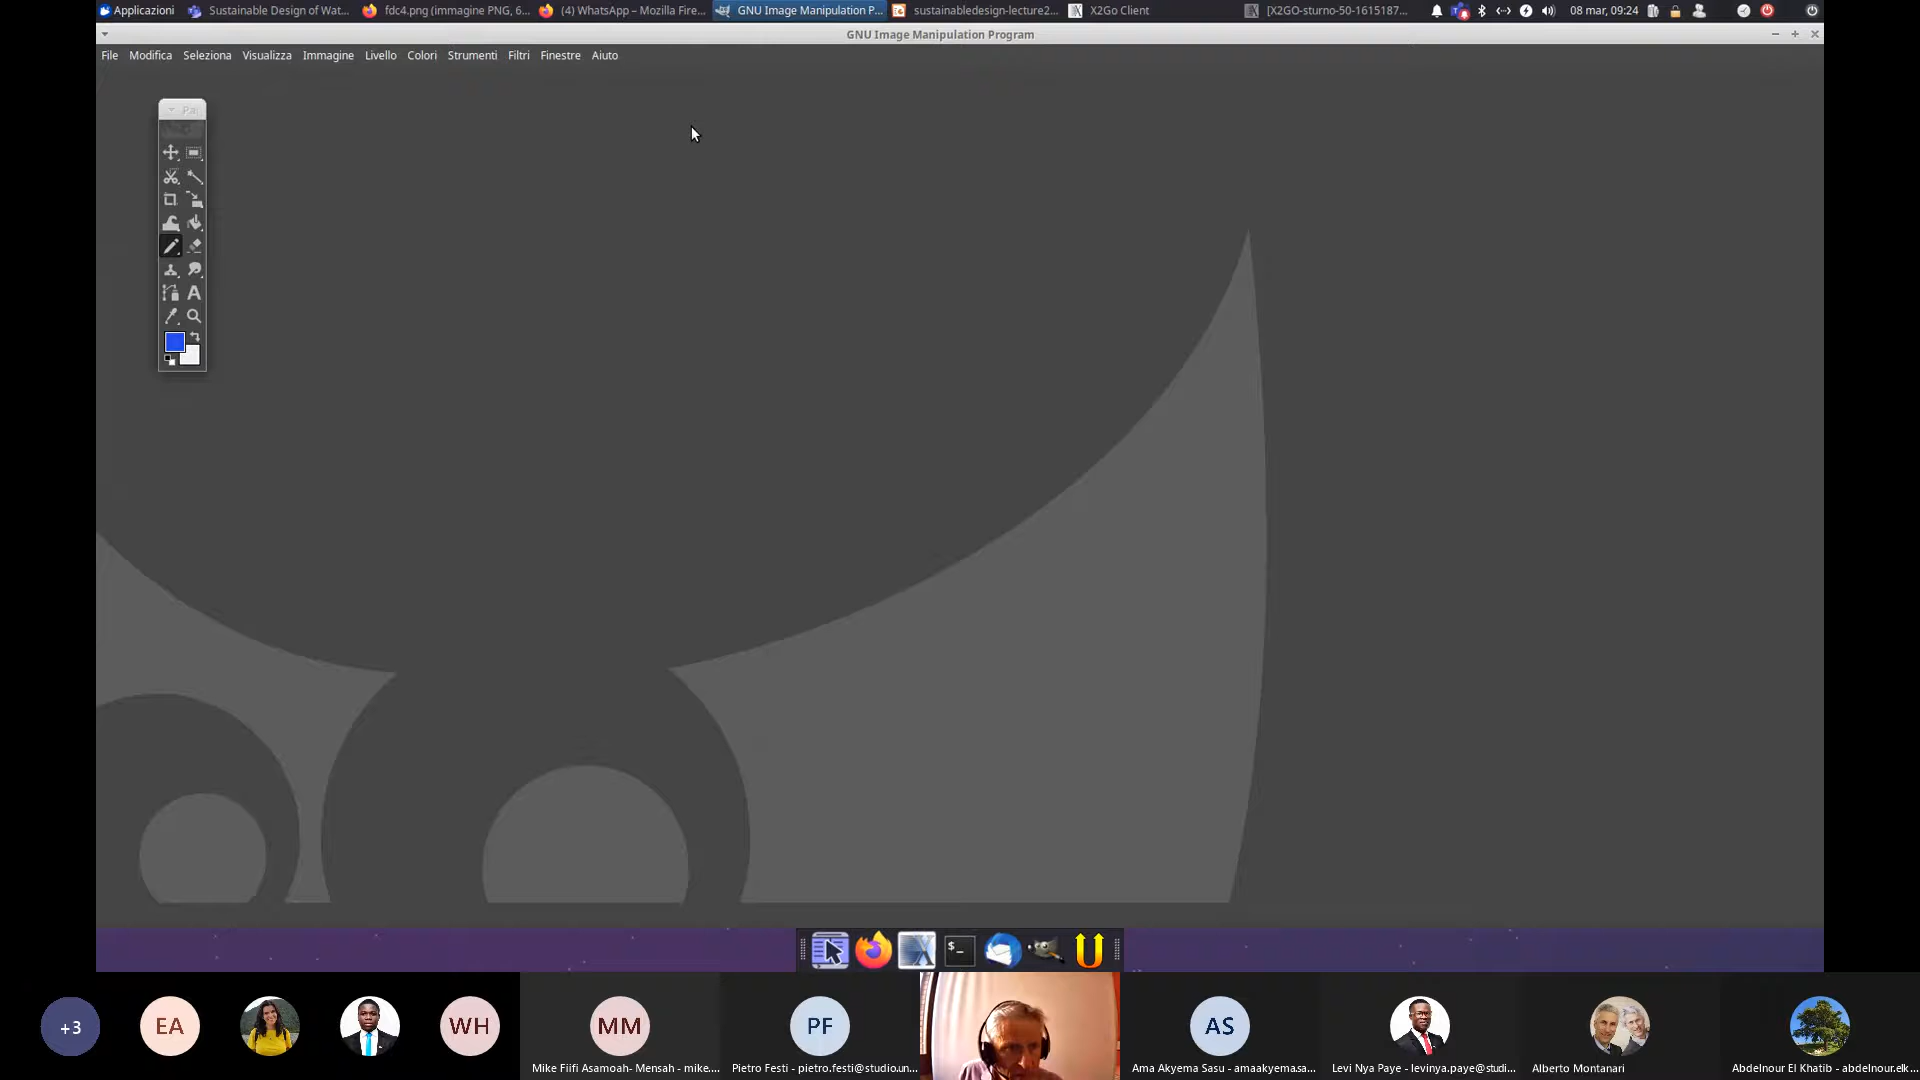 Applicazioni
Sustainable Design of Wat...
fdc4.png (immagine PNG, 6...
(4) WhatsApp – Mozilla Fire...
GNU Image Manipulation P...
sustainabledesign-lecture2...
X2Go Client
[X2GO-sturno-50-1615187...
08 mar, 09:24
GNU Image Manipulation Program
File Modifica Seleziona Visualizza Immagine Livello Colori Strumenti Filtri Finestre Aiuto
Pa
+3
EA
WH
MM
PF
AS
Mike Fiifi Asamoah- Mensah - mike....
Pietro Festi - pietro.festi@studio.un...
Ama Akyema Sasu - amaakyema.sa...
Levi Nya Paye - levinya.paye@studi...
Alberto Montanari
Abdelnour El Khatib - abdelnour.elk...